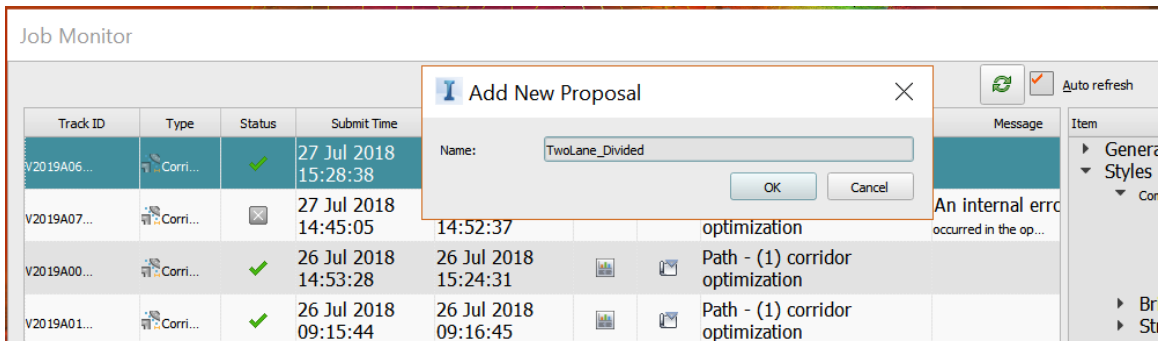 Job Monitor
Add New Proposal
Name: TwoLane_Divided
OK Cancel
Auto refresh
Track ID Type Status Submit Time Message Item
V2019A06... Corri... 27 Jul 2018
15:28:38
V2019A07... Corri... 27 Jul 2018 An internal erro
14:45:05 14:52:37 optimization occurred in the op...
V2019A00... Corri... 26 Jul 2018 26 Jul 2018 Path - (1) corridor
14:53:28 15:24:31 optimization
V2019A01... Corri... 26 Jul 2018 26 Jul 2018 Path - (1) corridor
09:15:44 09:16:45 optimization
Genera
Styles
Cor
Br
Str